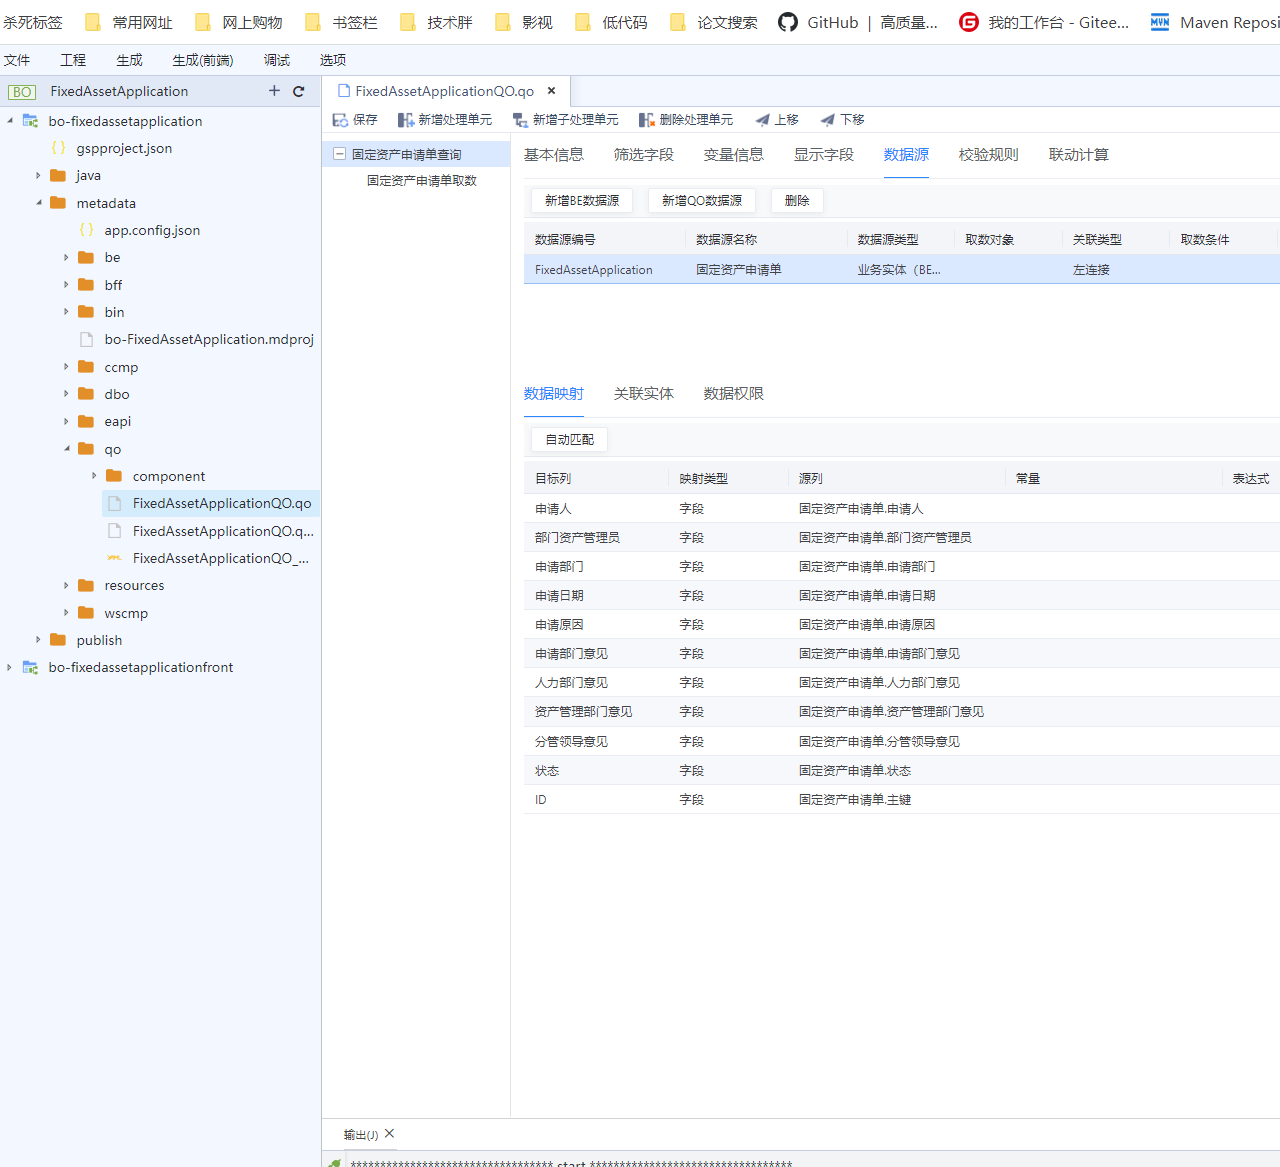 杀死标签 常用网址 网上购物 书签栏 技术胖 影视 低代码 论文搜索 GitHub | 高质量... 我的工作台 - Gitee... Maven Reposi
文件 工程 生成 生成(前端) 调试 选项
BO FixedAssetApplication
FixedAssetApplicationQO.qo
bo-fixedassetapplication
gspproject.json
java
metadata
app.config.json
be
bff
bin
bo-FixedAssetApplication.mdproj
ccmp
dbo
eapi
qo
component
FixedAssetApplicationQO.qo
FixedAssetApplicationQO.q...
FixedAssetApplicationQO_...
resources
wscmp
publish
bo-fixedassetapplicationfront
保存 新增处理单元 新增子处理单元 删除处理单元 上移 下移
固定资产申请单查询
固定资产申请单取数
基本信息 筛选字段 变量信息 显示字段 数据源 校验规则 联动计算
新增BE数据源 新增QO数据源 删除
数据源编号 数据源名称 数据源类型 取数对象 关联类型 取数条件
FixedAssetApplication 固定资产申请单 业务实体（BE... 左连接
数据映射 关联实体 数据权限
自动匹配
目标列 映射类型 源列 常量 表达式
申请人 字段 固定资产申请单.申请人
部门资产管理员 字段 固定资产申请单.部门资产管理员
申请部门 字段 固定资产申请单.申请部门
申请日期 字段 固定资产申请单.申请日期
申请原因 字段 固定资产申请单.申请原因
申请部门意见 字段 固定资产申请单.申请部门意见
人力部门意见 字段 固定资产申请单.人力部门意见
资产管理部门意见 字段 固定资产申请单.资产管理部门意见
分管领导意见 字段 固定资产申请单.分管领导意见
状态 字段 固定资产申请单.状态
ID 字段 固定资产申请单.主键
输出(J)
********************************** start **********************************